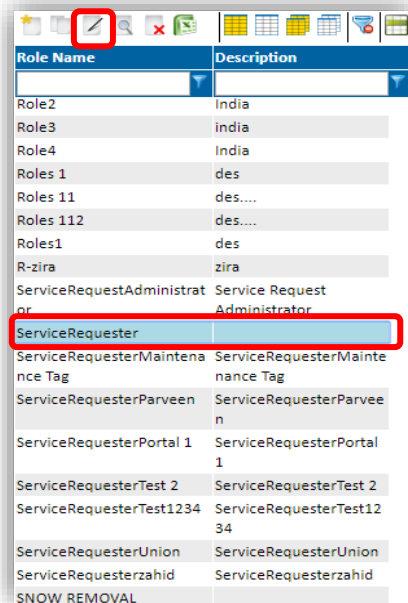 Role Name Description
Role2 India
Role3 india
Role4 India
Roles 1 des
Roles 11 des....
Roles 112 des....
Roles1 des
R-zira zira
ServiceRequestAdministrat Service Request
or Administrator
ServiceRequester
ServiceRequesterMaintena ServiceRequesterMainte
nce Tag nance Tag
ServiceRequesterParveen ServiceRequesterParvee
n
ServiceRequesterPortal 1 ServiceRequesterPortal
1
ServiceRequesterTest 2 ServiceRequesterTest 2
ServiceRequesterTest1234 ServiceRequesterTest12
34
ServiceRequesterUnion ServiceRequesterUnion
ServiceRequesterzahid ServiceRequesterzahid
SNOW REMOVAL